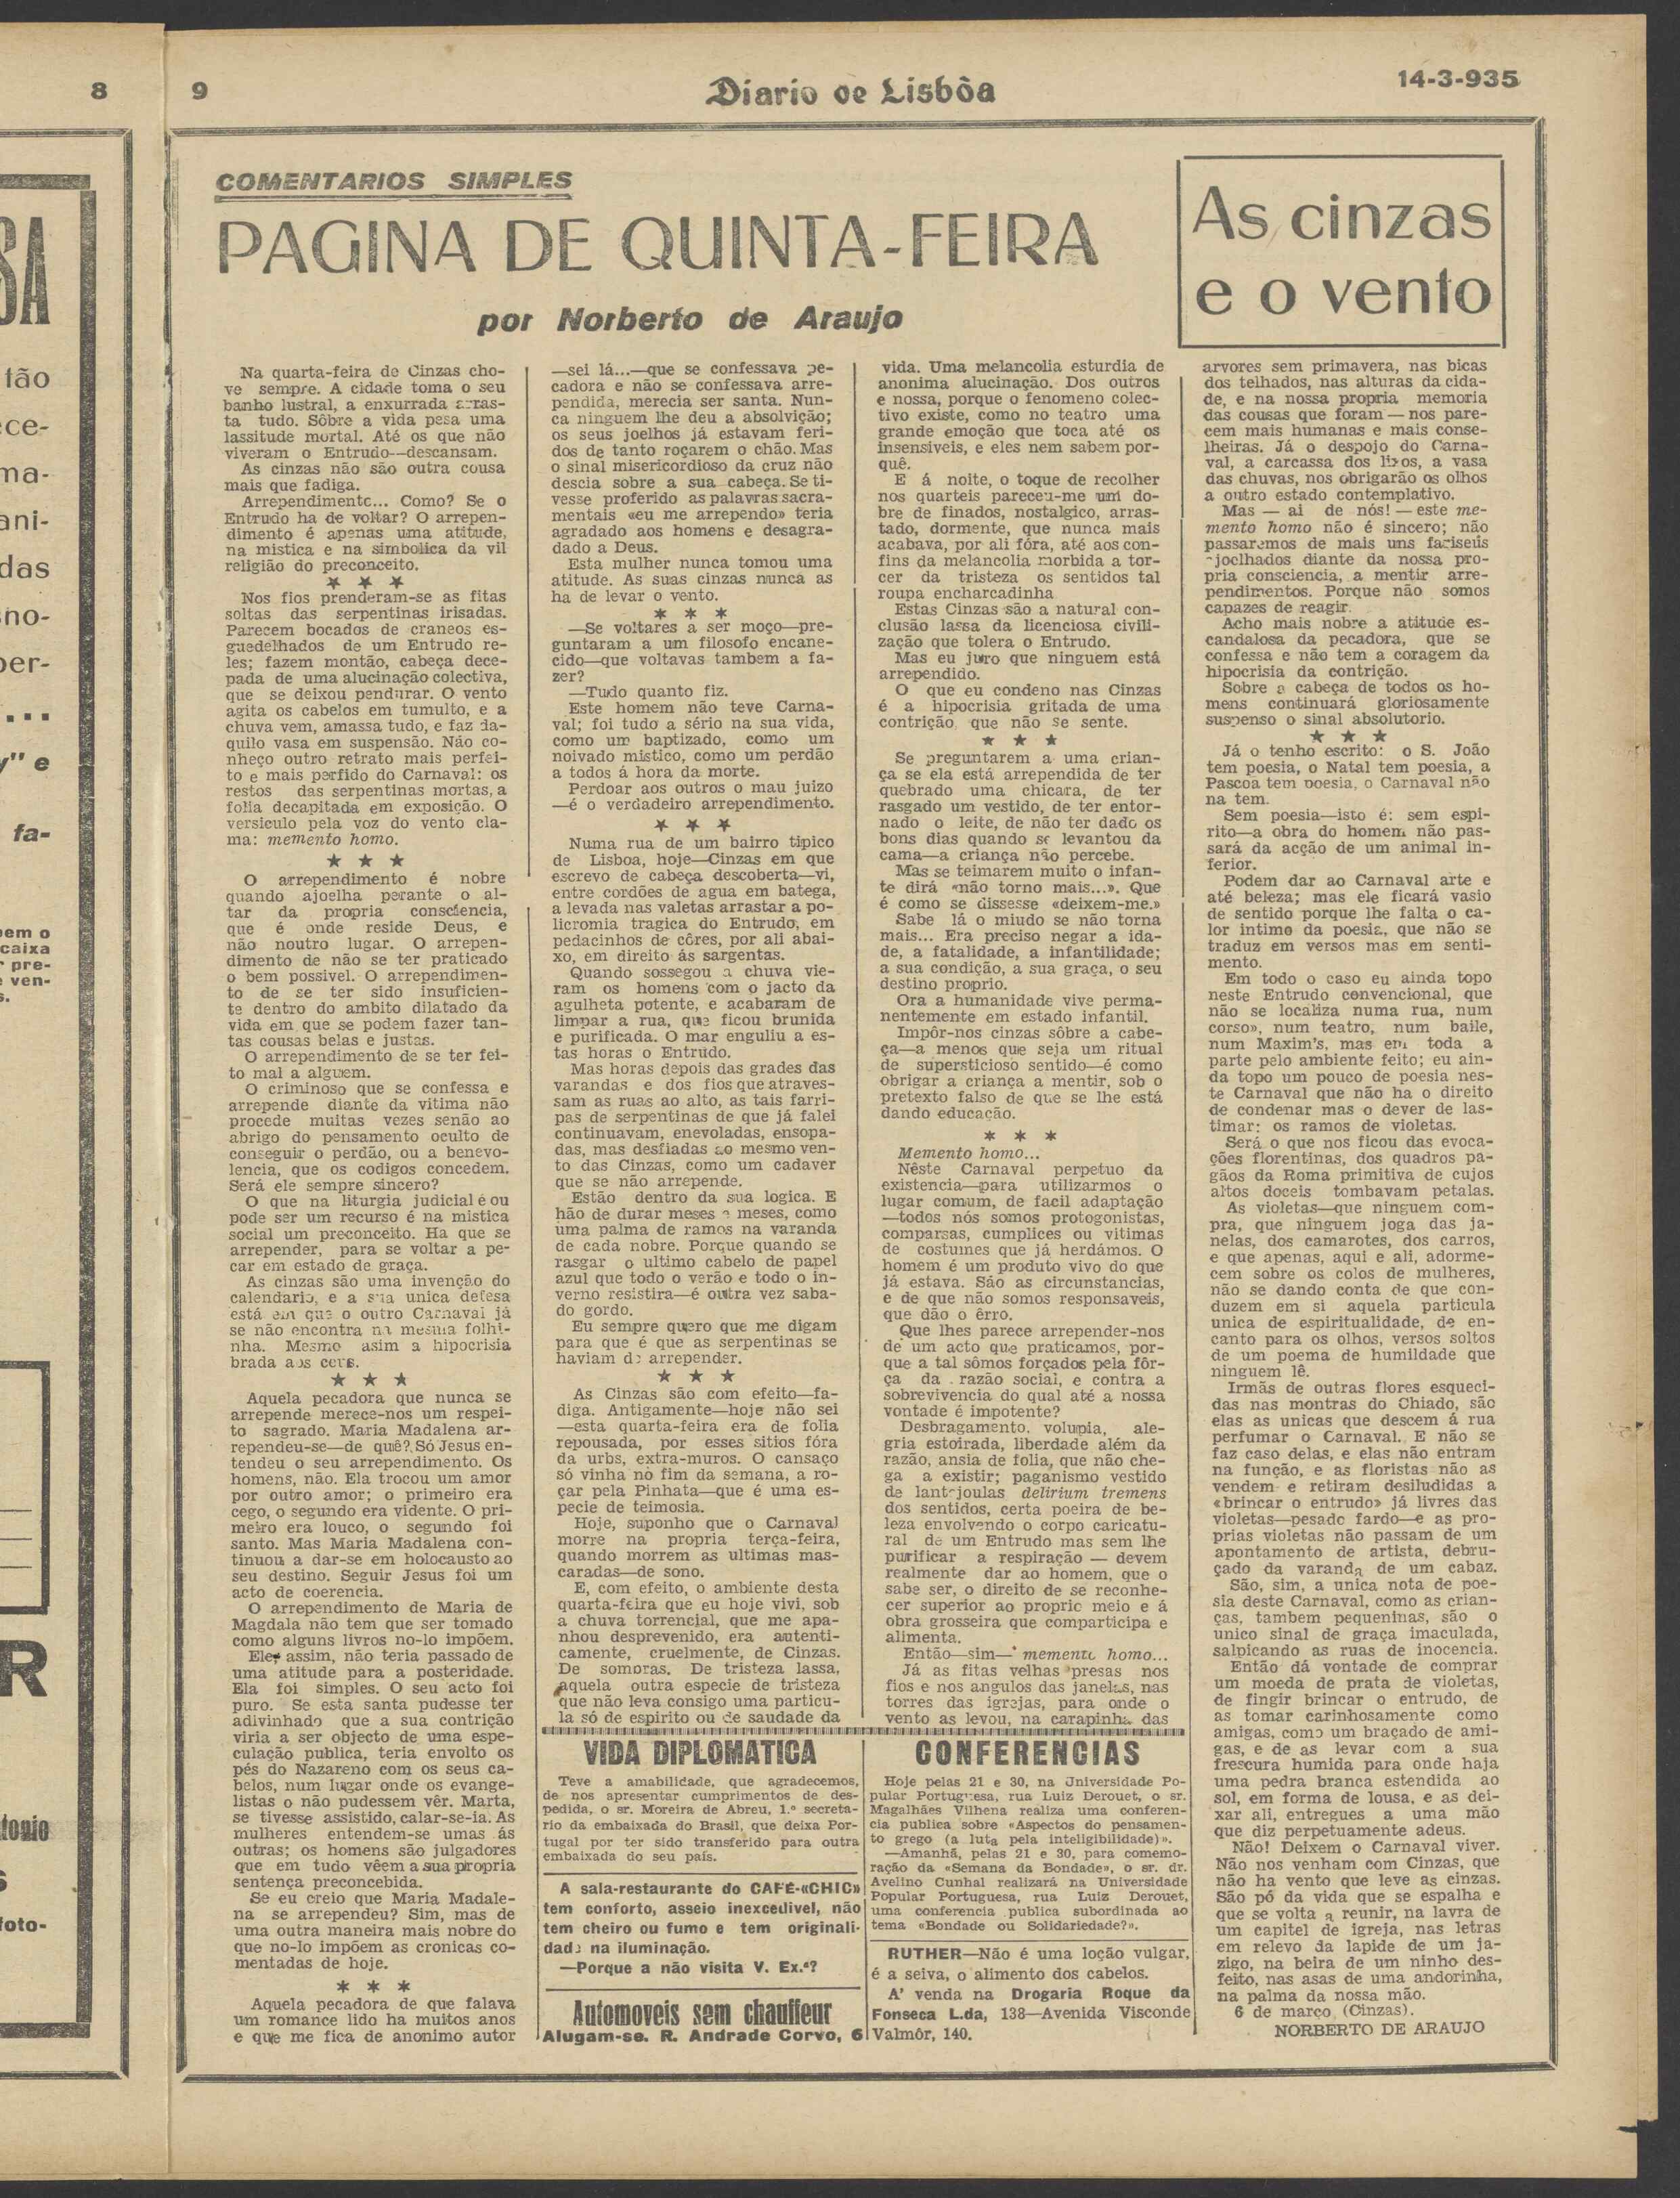 8
SA
tão
ce-
ma-
ani-
das
no-
per-
...
y" e
fa-
em o
caixa
pre-
ven-
s.
R
foto-
9
Diario de Lisbôa
14-3-935
COMENTARIOS SIMPLES
PAGINA DE QUINTA-FEIRA
por Norberto de Araujo
As cinzas
e o vento
Na quarta-feira de Cinzas cho-
ve sempre. A cidade toma o seu
banho lustral, a enxurrada arras-
ta tudo. Sôbre a vida pesa uma
lassitude mortal. Até os que não
viveram o Entrudo—descansam.
As cinzas não são outra cousa
mais que fadiga.
Arrependimento... Como? Se o
Entrudo ha de voltar? O arrepen-
dimento é apenas uma atitude,
na mistica e na simbolica da vil
religião do preconceito.
★ ★ ★
Nos fios prenderam-se as fitas
soltas das serpentinas irisadas.
Parecem bocados de craneos es-
guedelhados de um Entrudo re-
les; fazem montão, cabeça dece-
pada de uma alucinação colectiva,
que se deixou pendurar. O vento
agita os cabelos em tumulto, e a
chuva vem, amassa tudo, e faz da-
quilo vasa em suspensão. Não co-
nheço outro retrato mais perfei-
to e mais perfido do Carnaval: os
restos das serpentinas mortas, a
folia decapitada em exposição. O
versiculo pela voz do vento cla-
ma: memento homo.
★ ★ ★
O arrependimento é nobre
quando ajoelha perante o al-
tar da propria consciencia,
que é onde reside Deus, e
não noutro lugar. O arrepen-
dimento de não se ter praticado
o bem possivel. O arrependimen-
to de se ter sido insuficien-
te dentro do ambito dilatado da
vida em que se podem fazer tan-
tas cousas belas e justas.
O arrependimento de se ter fei-
to mal a alguem.
O criminoso que se confessa e
arrepende diante da vitima não
procede muitas vezes senão ao
abrigo do pensamento oculto de
conseguir o perdão, ou a benevo-
lencia, que os codigos concedem.
Será ele sempre sincero?
O que na liturgia judicial é ou
pode ser um recurso é na mistica
social um preconceito. Ha que se
arrepender, para se voltar a pe-
car em estado de graça.
As cinzas são uma invenção do
calendario, e a sua unica defesa
está em que o outro Carnaval já
se não encontra na mesma folhi-
nha. Mesmo asim a hipocrisia
brada aos ceus.
★ ★ ★
Aquela pecadora que nunca se
arrepende merece-nos um respei-
to sagrado. Maria Madalena ar-
rependeu-se—de quê? Só Jesus en-
tendeu o seu arrependimento. Os
homens, não. Ela trocou um amor
por outro amor; o primeiro era
cego, o segundo era vidente. O pri-
meiro era louco, o segundo foi
santo. Mas Maria Madalena con-
tinuou a dar-se em holocausto ao
seu destino. Seguir Jesus foi um
acto de coerencia.
O arrependimento de Maria de
Magdala não tem que ser tomado
como alguns livros no-lo impõem.
Ele, assim, não teria passado de
uma atitude para a posteridade.
Ela foi simples. O seu acto foi
puro. Se esta santa pudesse ter
adivinhado que a sua contrição
viria a ser objecto de uma espe-
culação publica, teria envolto os
pés do Nazareno com os seus ca-
belos, num lugar onde os evange-
listas o não pudessem vêr. Marta,
se tivesse assistido, calar-se-ia. As
mulheres entendem-se umas ás
outras; os homens são julgadores
que em tudo vêem a sua propria
sentença preconcebida.
Se eu creio que Maria Madale-
na se arrependeu? Sim, mas de
uma outra maneira mais nobre do
que no-lo impõem as cronicas co-
mentadas de hoje.
★ ★ ★
Aquela pecadora de que falava
um romance lido ha muitos anos
e que me fica de anonimo autor
—sei lá...—que se confessava pe-
cadora e não se confessava arre-
pendida, merecia ser santa. Nun-
ca ninguem lhe deu a absolvição;
os seus joelhos já estavam feri-
dos de tanto roçarem o chão. Mas
o sinal misericordioso da cruz não
descia sobre a sua cabeça. Se ti-
vesse proferido as palavras sacra-
mentais «eu me arrependo» teria
agradado aos homens e desagra-
dado a Deus.
Esta mulher nunca tomou uma
atitude. As suas cinzas nunca as
ha de levar o vento.
★ ★ ★
—Se voltares a ser moço—pre-
guntaram a um filosofo encane-
cido—que voltavas tambem a fa-
zer?
—Tudo quanto fiz.
Este homem não teve Carna-
val; foi tudo a sério na sua vida,
como um baptizado, como um
noivado mistico, como um perdão
a todos á hora da morte.
Perdoar aos outros o mau juizo
—é o verdadeiro arrependimento.
★ ★ ★
Numa rua de um bairro tipico
de Lisboa, hoje—Cinzas em que
escrevo de cabeça descoberta—vi,
entre cordões de agua em batega,
a levada nas valetas arrastar a po-
licromia tragica do Entrudo, em
pedacinhos de côres, por ali abai-
xo, em direito ás sargentas.
Quando sossegou a chuva vie-
ram os homens com o jacto da
agulheta potente, e acabaram de
limpar a rua, que ficou brunida
e purificada. O mar enguliu a es-
tas horas o Entrudo.
Mas horas depois das grades das
varandas e dos fios que atraves-
sam as ruas ao alto, as tais farri-
pas de serpentinas de que já falei
continuavam, enevoladas, ensopa-
das, mas desfiadas ao mesmo ven-
to das Cinzas, como um cadaver
que se não arrepende.
Estão dentro da sua logica. E
hão de durar meses e meses, como
uma palma de ramos na varanda
de cada nobre. Porque quando se
rasgar o ultimo cabelo de papel
azul que todo o verão e todo o in-
verno resistira—é outra vez saba-
do gordo.
Eu sempre quero que me digam
para que é que as serpentinas se
haviam de arrepender.
★ ★ ★
As Cinzas são com efeito—fa-
diga. Antigamente—hoje não sei
—esta quarta-feira era de folia
repousada, por esses sitios fóra
da urbs, extra-muros. O cansaço
só vinha no fim da semana, a ro-
çar pela Pinhata—que é uma es-
pecie de teimosia.
Hoje, suponho que o Carnaval
morre na propria terça-feira,
quando morrem as ultimas mas-
caradas—de sono.
E, com efeito, o ambiente desta
quarta-feira que eu hoje vivi, sob
a chuva torrencial, que me apa-
nhou desprevenido, era autenti-
camente, cruelmente, de Cinzas.
De sombras. De tristeza lassa,
aquela outra especie de tristeza
que não leva consigo uma particu-
la só de espirito ou de saudade da
vida. Uma melancolia esturdia de
anonima alucinação. Dos outros
e nossa, porque o fenomeno colec-
tivo existe, como no teatro uma
grande emoção que toca até os
insensiveis, e eles nem sabem por-
quê.
E á noite, o toque de recolher
nos quarteis pareceu-me um do-
bre de finados, nostalgico, arras-
tado, dormente, que nunca mais
acabava, por ali fóra, até aos con-
fins da melancolia morbida a tor-
cer da tristeza os sentidos tal
roupa encharcadinha
Estas Cinzas são a natural con-
clusão lassa da licenciosa civili-
zação que tolera o Entrudo.
Mas eu juro que ninguem está
arrependido.
O que eu condeno nas Cinzas
é a hipocrisia gritada de uma
contrição que não se sente.
★ ★ ★
Se preguntarem a uma crian-
ça se ela está arrependida de ter
quebrado uma chicara, de ter
rasgado um vestido, de ter entor-
nado o leite, de não ter dado os
bons dias quando se levantou da
cama—a criança não percebe.
Mas se teimarem muito o infan-
te dirá «não torno mais...». Que
é como se dissesse «deixem-me.»
Sabe lá o miudo se não torna
mais... Era preciso negar a ida-
de, a fatalidade, a infantilidade;
a sua condição, a sua graça, o seu
destino proprio.
Ora a humanidade vive perma-
nentemente em estado infantil.
Impôr-nos cinzas sôbre a cabe-
ça—a menos que seja um ritual
de supersticioso sentido—é como
obrigar a criança a mentir, sob o
pretexto falso de que se lhe está
dando educação.
★ ★ ★
Memento homo...
Nêste Carnaval perpetuo da
existencia—para utilizarmos o
lugar comum, de facil adaptação
—todos nós somos protogonistas,
comparsas, cumplices ou vitimas
de costumes que já herdámos. O
homem é um produto vivo do que
já estava. São as circunstancias,
e de que não somos responsaveis,
que dão o êrro.
Que lhes parece arrepender-nos
de um acto que praticamos, por-
que a tal sômos forçados pela fôr-
ça da razão social, e contra a
sobrevivencia do qual até a nossa
vontade é impotente?
Desbragamento, volupia, ale-
gria estoirada, liberdade além da
razão, ansia de folia, que não che-
ga a existir; paganismo vestido
de lantejoulas delirium tremens
dos sentidos, certa poeira de be-
leza envolvendo o corpo caricatu-
ral de um Entrudo mas sem lhe
purificar a respiração — devem
realmente dar ao homem, que o
sabe ser, o direito de se reconhe-
cer superior ao proprio meio e á
obra grosseira que comparticipa e
alimenta.
Então—sim— memento homo...
Já as fitas velhas presas nos
fios e nos angulos das janelas, nas
torres das igrejas, para onde o
vento as levou, na carapinha das
arvores sem primavera, nas bicas
dos telhados, nas alturas da cida-
de, e na nossa propria memoria
das cousas que foram — nos pare-
cem mais humanas e mais conse-
lheiras. Já o despojo do Carna-
val, a carcassa dos lixos, a vasa
das chuvas, nos obrigarão os olhos
a outro estado contemplativo.
Mas — ai de nós! — este me-
mento homo não é sincero; não
passaremos de mais uns fariseus
ajoelhados diante da nossa pro-
pria consciencia, a mentir arre-
pendimentos. Porque não somos
capazes de reagir.
Acho mais nobre a atitude es-
candalosa da pecadora, que se
confessa e não tem a coragem da
hipocrisia da contrição.
Sobre a cabeça de todos os ho-
mens continuará gloriosamente
suspenso o sinal absolutorio.
★ ★ ★
Já o tenho escrito: o S. João
tem poesia, o Natal tem poesia, a
Pascoa tem poesia, o Carnaval não
na tem.
Sem poesia—isto é: sem espi-
rito—a obra do homem não pas-
sará da acção de um animal in-
ferior.
Podem dar ao Carnaval arte e
até beleza; mas ele ficará vasio
de sentido porque lhe falta o ca-
lor intimo da poesia, que não se
traduz em versos mas em senti-
mento.
Em todo o caso eu ainda topo
neste Entrudo convencional, que
não se localiza numa rua, num
corso», num teatro, num baile,
num Maxim's, mas em toda a
parte pelo ambiente feito; eu ain-
da topo um pouco de poesia nes-
te Carnaval que não ha o direito
de condenar mas o dever de las-
timar: os ramos de violetas.
Será o que nos ficou das evoca-
ções florentinas, dos quadros pa-
gãos da Roma primitiva de cujos
altos doceis tombavam petalas.
As violetas—que ninguem com-
pra, que ninguem joga das ja-
nelas, dos camarotes, dos carros,
e que apenas, aqui e ali, adorme-
cem sobre os colos de mulheres,
não se dando conta de que con-
duzem em si aquela particula
unica de espiritualidade, de en-
canto para os olhos, versos soltos
de um poema de humildade que
ninguem lê.
Irmãs de outras flores esqueci-
das nas montras do Chiado, são
elas as unicas que descem á rua
perfumar o Carnaval. E não se
faz caso delas, e elas não entram
na função, e as floristas não as
vendem e retiram desiludidas a
«brincar o entrudo» já livres das
violetas—pesado fardo—e as pro-
prias violetas não passam de um
apontamento de artista, debru-
çado da varanda de um cabaz.
São, sim, a unica nota de poe-
sia deste Carnaval, como as crian-
ças, tambem pequeninas, são o
unico sinal de graça imaculada,
salpicando as ruas de inocencia.
Então dá vontade de comprar
um moeda de prata de violetas,
de fingir brincar o entrudo, de
as tomar carinhosamente como
amigas, como um braçado de ami-
gas, e de as levar com a sua
frescura humida para onde haja
uma pedra branca estendida ao
sol, em forma de lousa, e as dei-
xar ali, entregues a uma mão
que diz perpetuamente adeus.
Não! Deixem o Carnaval viver.
Não nos venham com Cinzas, que
não ha vento que leve as cinzas.
São pó da vida que se espalha e
que se volta a reunir, na lavra de
um capitel de igreja, nas letras
em relevo da lapide de um ja-
zigo, na beira de um ninho des-
feito, nas asas de uma andorinha,
na palma da nossa mão.
6 de março (Cinzas).
NORBERTO DE ARAUJO
VIDA DIPLOMATICA
Teve a amabilidade, que agradecemos,
de nos apresentar cumprimentos de des-
pedida, o sr. Moreira de Abreu, 1.º secreta-
rio da embaixada do Brasil, que deixa Por-
tugal por ter sido transferido para outra
embaixada do seu país.
A sala-restaurante do CAFÉ-«CHIC»
tem conforto, asseio inexcedivel, não
tem cheiro ou fumo e tem originali-
dade na iluminação.
—Porque a não visita V. Ex.ª?
Automoveis sem chauffeur
Alugam-se. R. Andrade Corvo, 6
CONFERENCIAS
Hoje pelas 21 e 30, na Universidade Po-
pular Portuguesa, rua Luiz Derouet, o sr.
Magalhães Vilhena realiza uma conferen-
cia publica sobre «Aspectos do pensamen-
to grego (a luta pela inteligibilidade)».
—Amanhã, pelas 21 e 30, para comemo-
ração da «Semana da Bondade», o sr. dr.
Avelino Cunhal realizará na Universidade
Popular Portuguesa, rua Luiz Derouet,
uma conferencia publica subordinada ao
tema «Bondade ou Solidariedade?».
RUTHER—Não é uma loção vulgar,
é a seiva, o alimento dos cabelos.
A' venda na Drogaria Roque da
Fonseca L.da, 138—Avenida Visconde
Valmôr, 140.